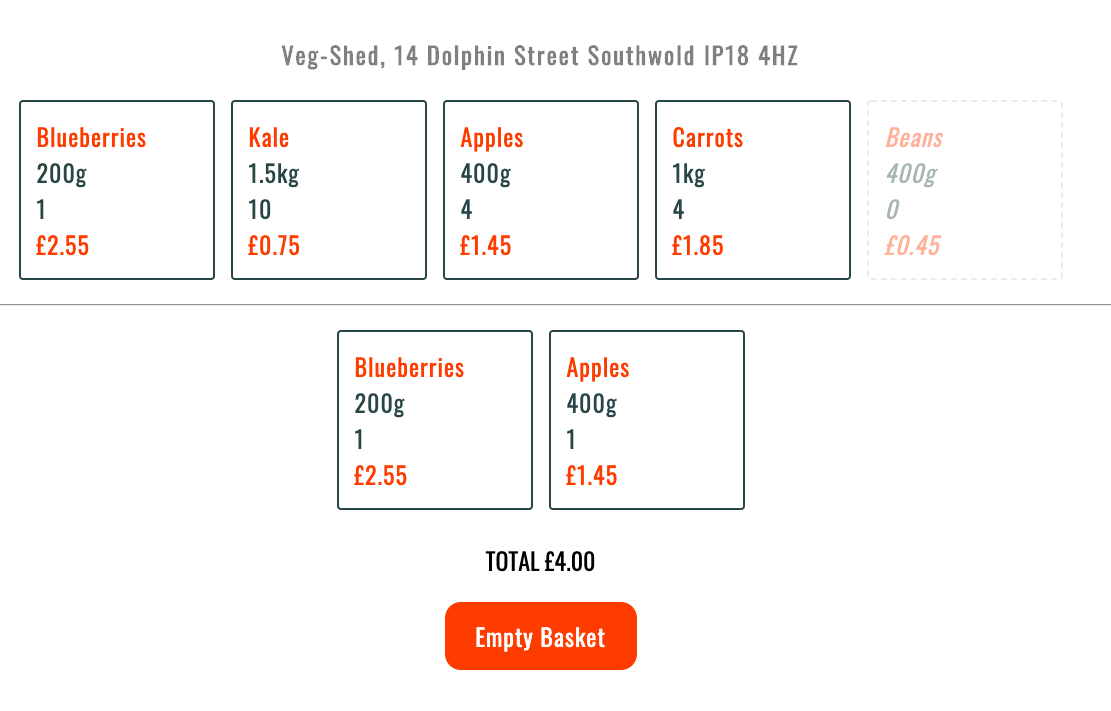 Veg-Shed, 14 Dolphin Street Southwold IP18 4HZ
Blueberries
200g
1
£2.55
Kale
1.5kg
10
£0.75
Apples
400g
4
£1.45
Carrots
1kg
4
£1.85
Beans
400g
0
£0.45
Blueberries
200g
1
£2.55
Apples
400g
1
£1.45
TOTAL £4.00
Empty Basket